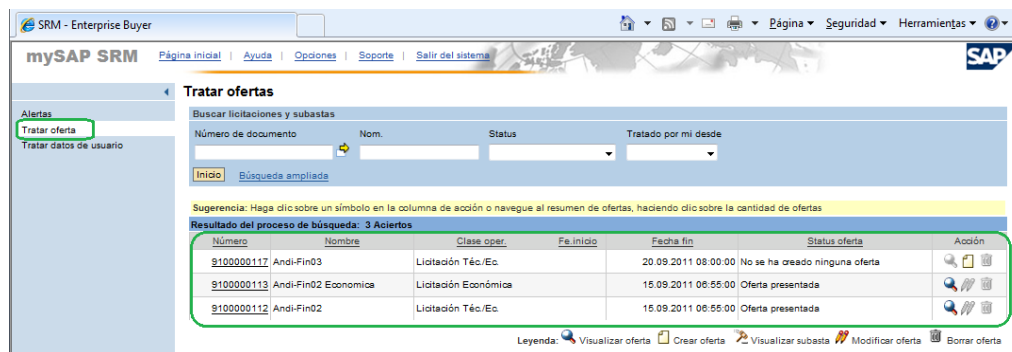 SRM - Enterprise Buyer
Página Seguridad Herramientas
mySAP SRM Página inicial | Ayuda | Opciones | Soporte | Salir del sistema SAP
Tratar ofertas
Alertas
Tratar oferta
Tratar datos de usuario
Buscar licitaciones y subastas
Número de documento Nom. Status Tratado por mi desde
Inicio Búsqueda ampliada
Sugerencia: Haga clic sobre un símbolo en la columna de acción o navegue al resumen de ofertas, haciendo clic sobre la cantidad de ofertas
Resultado del proceso de búsqueda: 3 Aciertos
Número Nombre Clase oper. Fe.inicio Fecha fin Status oferta Acción
9100000117 Andi-Fin03 Licitación Téc./Ec. 20.09.2011 08:00:00 No se ha creado ninguna oferta
9100000113 Andi-Fin02 Economica Licitación Económica 15.09.2011 06:55:00 Oferta presentada
9100000112 Andi-Fin02 Licitación Téc./Ec. 15.09.2011 06:55:00 Oferta presentada
Leyenda: Visualizar oferta Crear oferta Visualizar subasta Modificar oferta Borrar oferta